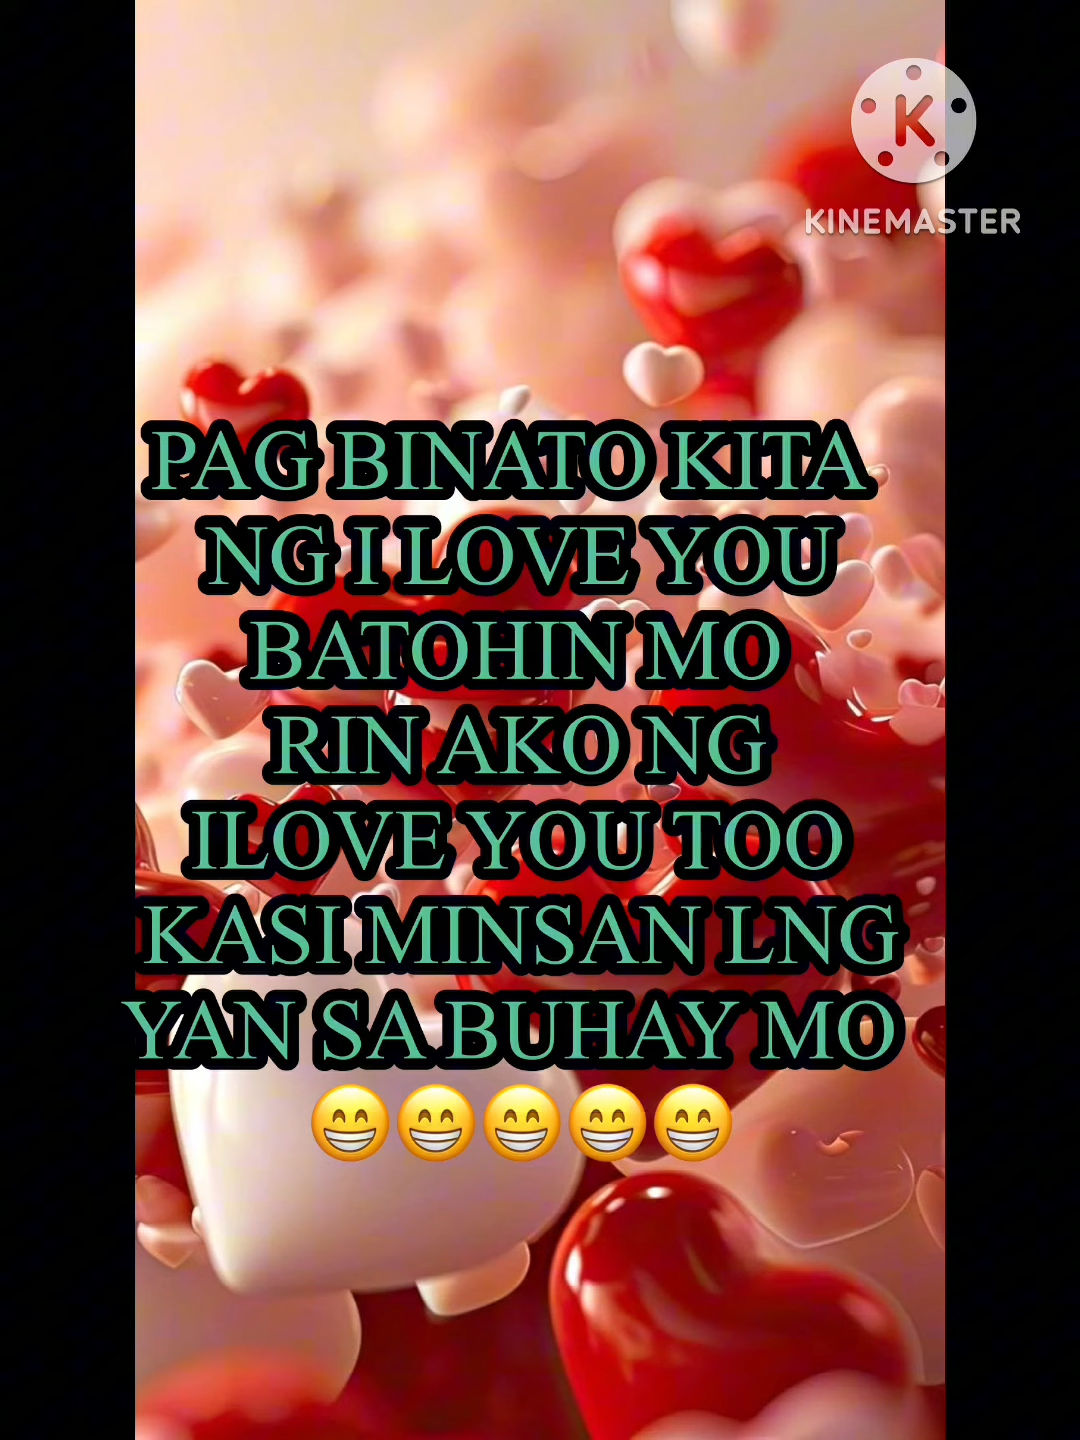 KINEMASTER
PAG BINATO KITA
NG I LOVE YOU
BATOHIN MO
RIN AKO NG
ILOVE YOU TOO
KASI MINSAN LNG
YAN SA BUHAY MO
😁😁😁😁😁